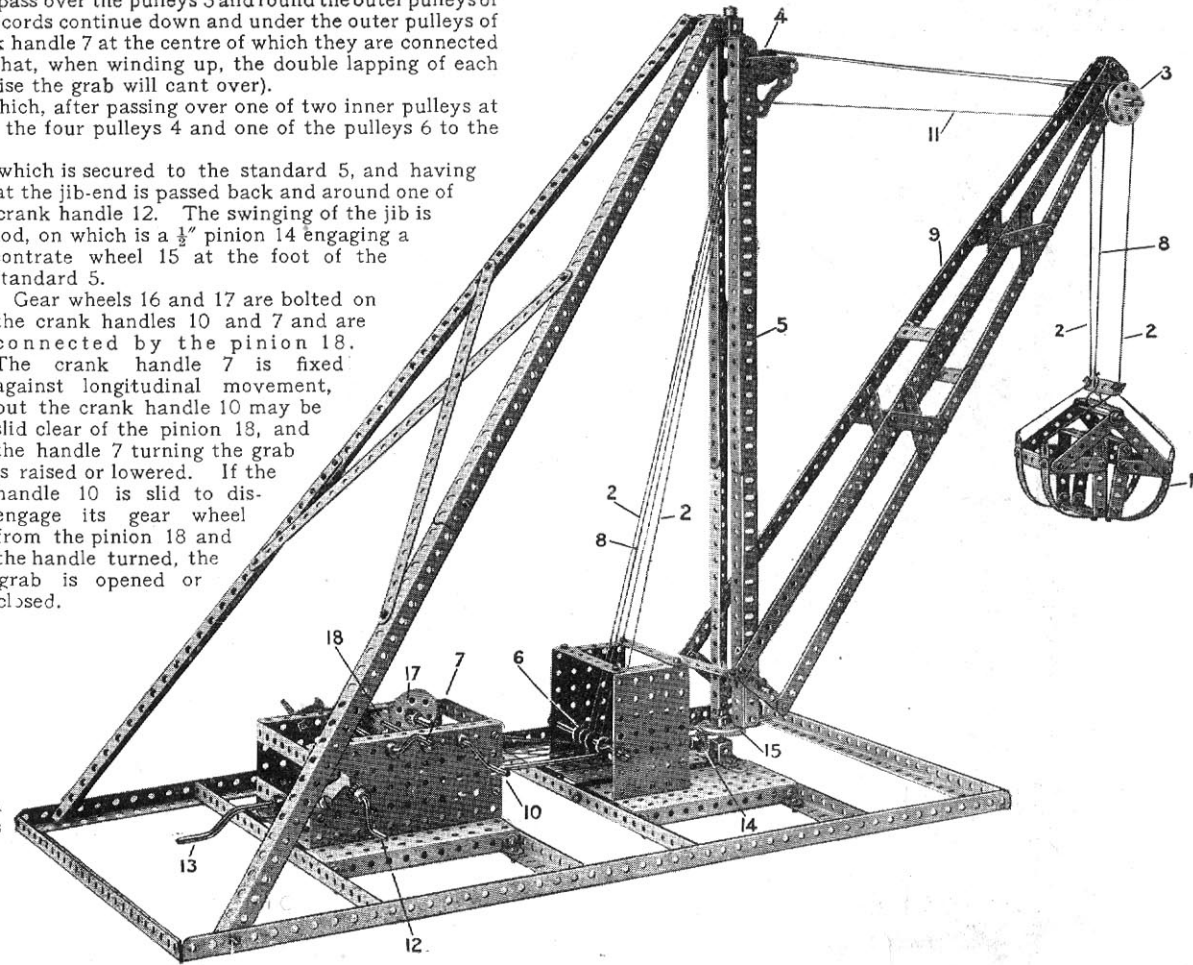 pass over the pulleys 3 and round the outer pulleys of
cords continue down and under the outer pulleys of
k handle 7 at the centre of which they are connected
hat, when winding up, the double lapping of each
ise the grab will cant over).
hich, after passing over one of two inner pulleys at
the four pulleys 4 and one of the pulleys 6 to the
which is secured to the standard 5, and having
at the jib-end is passed back and around one of
crank handle 12. The swinging of the jib is
od, on which is a ½″ pinion 14 engaging a
contrate wheel 15 at the foot of the
standard 5.
Gear wheels 16 and 17 are bolted on
the crank handles 10 and 7 and are
connected by the pinion 18.
The crank handle 7 is fixed
against longitudinal movement,
but the crank handle 10 may be
slid clear of the pinion 18, and
the handle 7 turning the grab
is raised or lowered. If the
handle 10 is slid to dis-
engage its gear wheel
from the pinion 18 and
the handle turned, the
grab is opened or
closed.
4
3
11
9
8
5
2
2
1
2
2
8
18
17
7
6
15
10
14
13
12